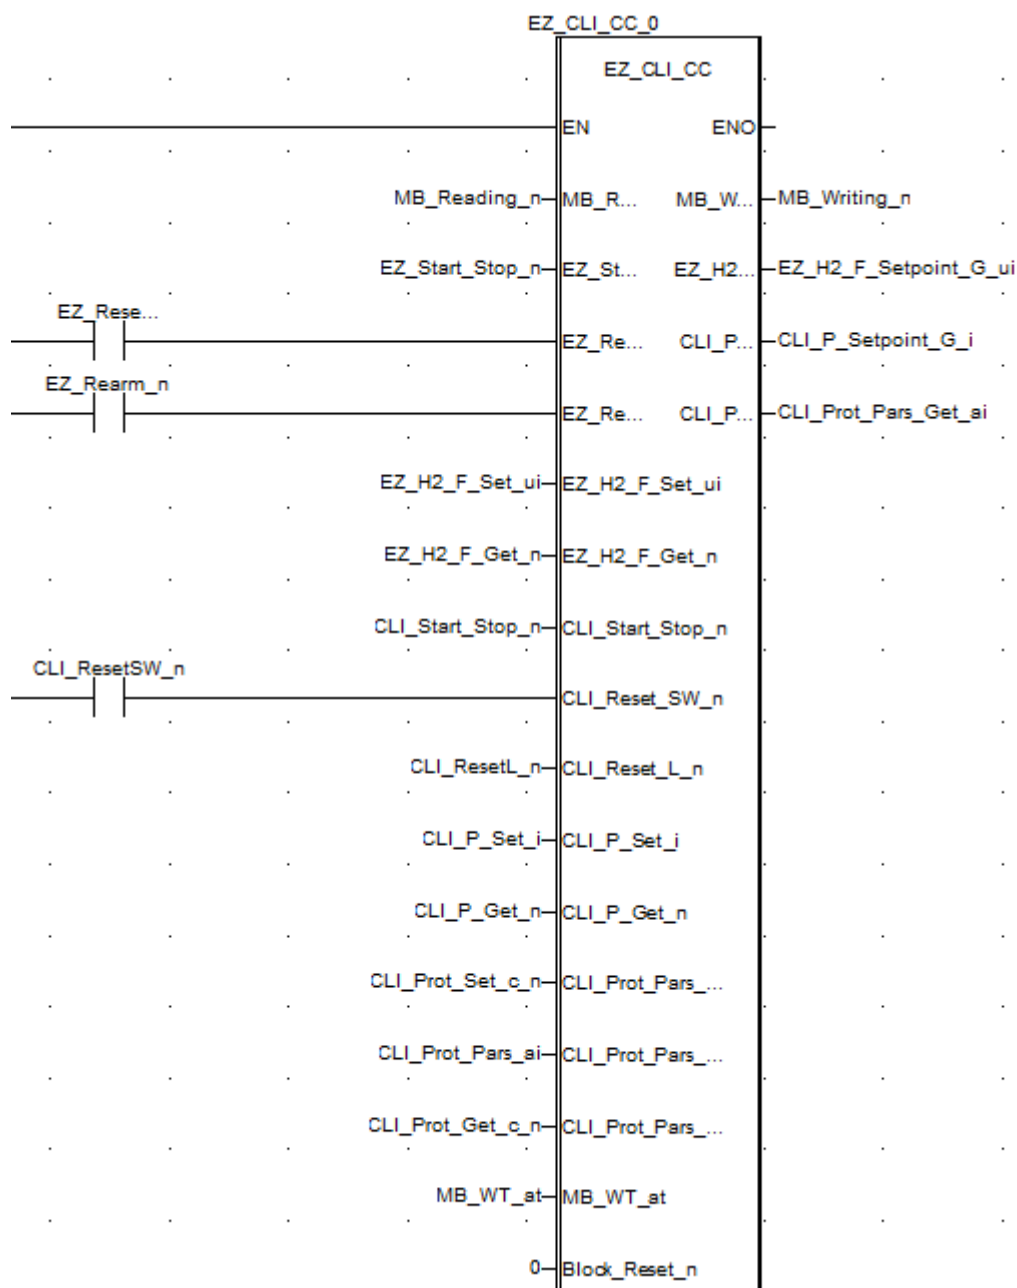 EZ_CLI_CC_0
EZ_CLI_CC
EN ENO
MB_Reading_n MB_R... MB_W... MB_Writing_n
EZ_Start_Stop_n EZ_St... EZ_H2... EZ_H2_F_Setpoint_G_ui
EZ_Rese...
EZ_Re... CLI_P... CLI_P_Setpoint_G_i
EZ_Rearm_n
EZ_Re... CLI_P... CLI_Prot_Pars_Get_ai
EZ_H2_F_Set_ui EZ_H2_F_Set_ui
EZ_H2_F_Get_n EZ_H2_F_Get_n
CLI_Start_Stop_n CLI_Start_Stop_n
CLI_ResetSW_n
CLI_Reset_SW_n
CLI_ResetL_n CLI_Reset_L_n
CLI_P_Set_i CLI_P_Set_i
CLI_P_Get_n CLI_P_Get_n
CLI_Prot_Set_c_n CLI_Prot_Pars_...
CLI_Prot_Pars_ai CLI_Prot_Pars_...
CLI_Prot_Get_c_n CLI_Prot_Pars_...
MB_WT_at MB_WT_at
0 Block_Reset_n